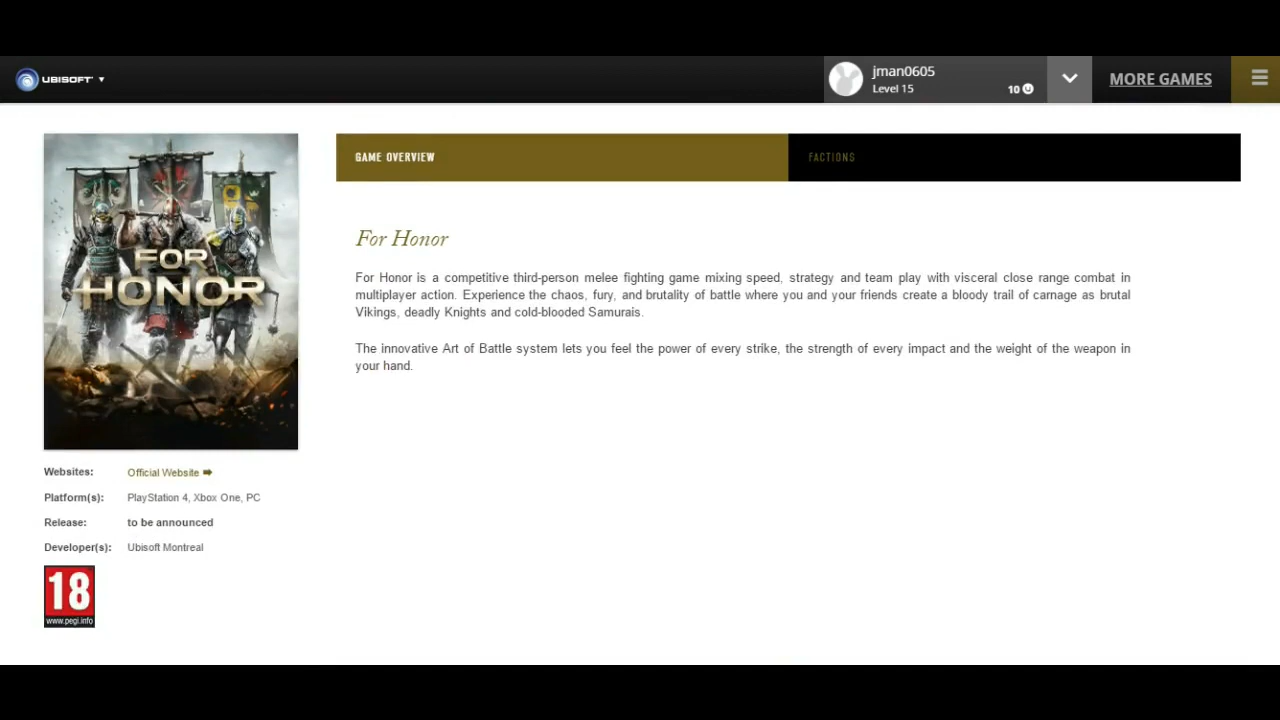 UBISOFT
jman0605
Level 15
10
MORE GAMES
GAME OVERVIEW
FACTIONS
FOR
HONOR
For Honor
For Honor is a competitive third-person melee fighting game mixing speed, strategy and team play with visceral close range combat in
multiplayer action. Experience the chaos, fury, and brutality of battle where you and your friends create a bloody trail of carnage as brutal
Vikings, deadly Knights and cold-blooded Samurais.
The innovative Art of Battle system lets you feel the power of every strike, the strength of every impact and the weight of the weapon in
your hand.
Websites: Official Website
Platform(s): PlayStation 4, Xbox One, PC
Release: to be announced
Developer(s): Ubisoft Montreal
18
www.pegi.info